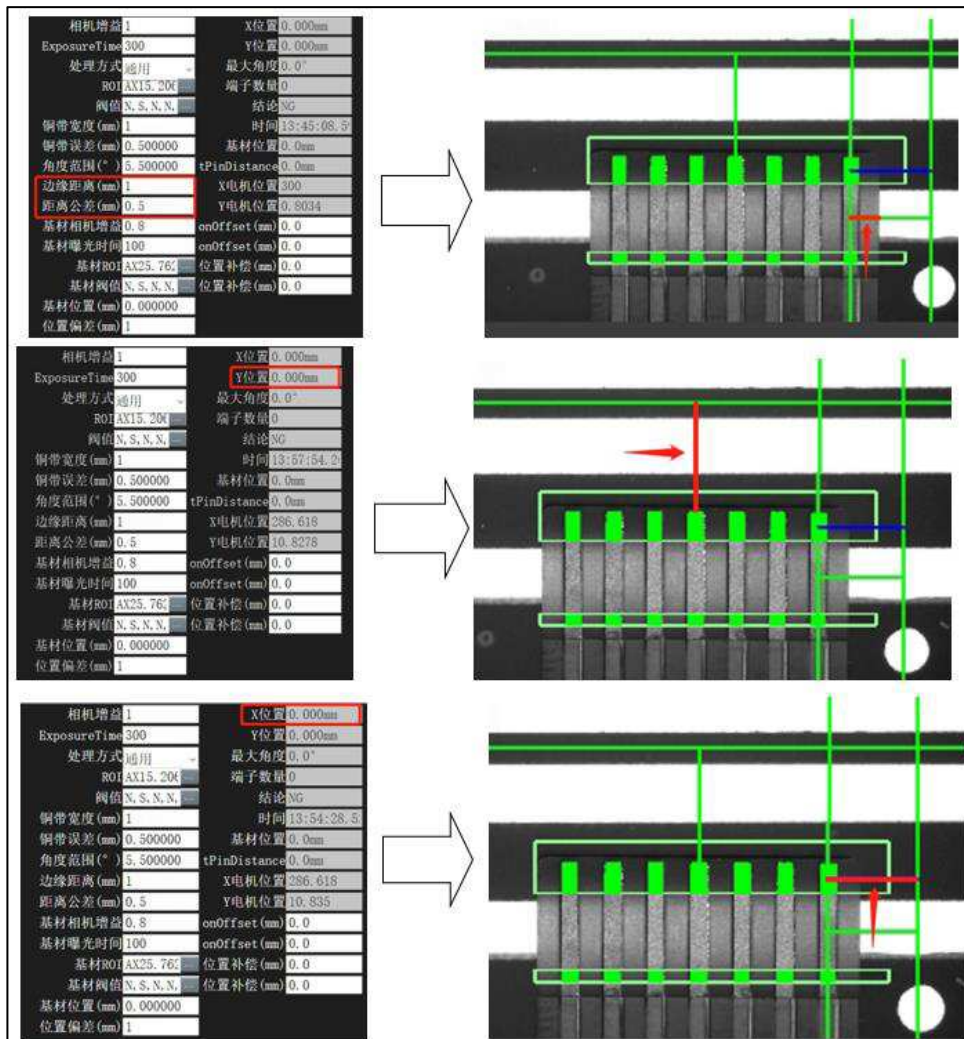 相机增益 1 X位置 0.000mm
ExposureTime 300 Y位置 0.000mm
处理方式 通用 最大角度 0.0°
ROI AX15.20( ... 端子数量 0
阀值 N,S,N,N, ... 结论 NG
铜带宽度(mm) 1 时间 13:45:08.5
铜带误差(mm) 0.500000 基材位置 0.0mm
角度范围(°) 5.500000 tPinDistance 0.0mm
边缘距离(mm) 1 X电机位置 300
距离公差(mm) 0.5 Y电机位置 0.8034
基材相机增益 0.8 onOffset(mm) 0.0
基材曝光时间 100 onOffset(mm) 0.0
基材ROI AX25.76 ... 位置补偿(mm) 0.0
基材阀值 N,S,N,N, ... 位置补偿(mm) 0.0
基材位置(mm) 0.000000
位置偏差(mm) 1
相机增益 1 X位置 0.000mm
ExposureTime 300 Y位置 0.000mm
处理方式 通用 最大角度 0.0°
ROI AX15.20( ... 端子数量 0
阀值 N,S,N,N, ... 结论 NG
铜带宽度(mm) 1 时间 13:57:54.2
铜带误差(mm) 0.500000 基材位置 0.0mm
角度范围(°) 5.500000 tPinDistance 0.0mm
边缘距离(mm) 1 X电机位置 286.618
距离公差(mm) 0.5 Y电机位置 10.8278
基材相机增益 0.8 onOffset(mm) 0.0
基材曝光时间 100 onOffset(mm) 0.0
基材ROI AX25.76 ... 位置补偿(mm) 0.0
基材阀值 N,S,N,N, ... 位置补偿(mm) 0.0
基材位置(mm) 0.000000
位置偏差(mm) 1
相机增益 1 X位置 0.000mm
ExposureTime 300 Y位置 0.000mm
处理方式 通用 最大角度 0.0°
ROI AX15.206 ... 端子数量 0
阀值 N,S,N,N, ... 结论 NG
铜带宽度(mm) 1 时间 13:54:28.5
铜带误差(mm) 0.500000 基材位置 0.0mm
角度范围(°) 5.500000 tPinDistance 0.0mm
边缘距离(mm) 1 X电机位置 286.618
距离公差(mm) 0.5 Y电机位置 10.835
基材相机增益 0.8 onOffset(mm) 0.0
基材曝光时间 100 onOffset(mm) 0.0
基材ROI AX25.76 ... 位置补偿(mm) 0.0
基材阀值 N,S,N,N, ... 位置补偿(mm) 0.0
基材位置(mm) 0.000000
位置偏差(mm) 1